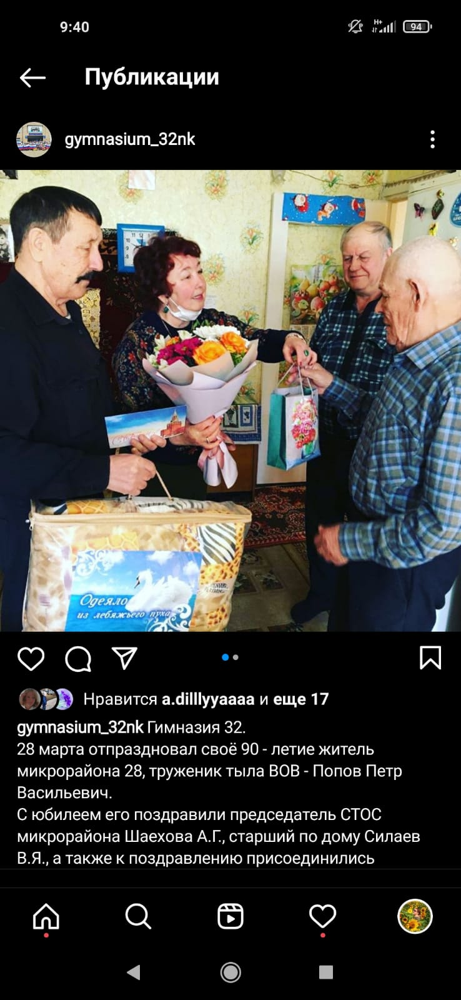 9:40
H+
94
Публикации
gymnasium_32nk
Одеяло
из лебяжьего пуха
Нравится a.dilllyyaaaa и еще 17
gymnasium_32nk Гимназия 32.
28 марта отпраздновал своё 90 - летие житель
микрорайона 28, труженик тыла ВОВ - Попов Петр
Васильевич.
С юбилеем его поздравили председатель СТОС
микрорайона Шаехова А.Г., старший по дому Силаев
В.Я., а также к поздравлению присоединились